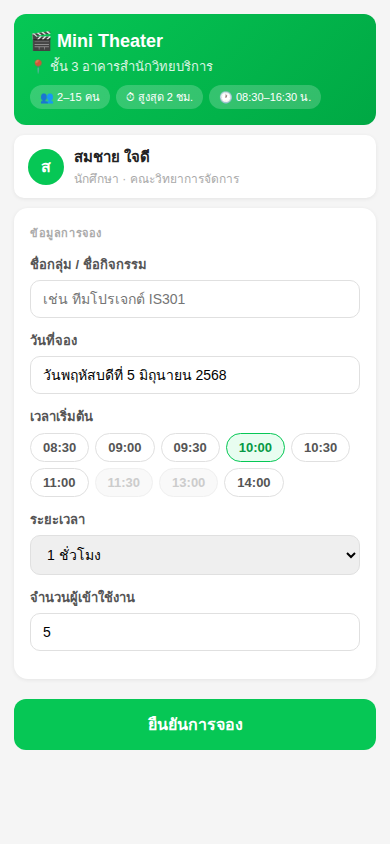 🎬 Mini Theater
📍 ชั้น 3 อาคารสำนักวิทยบริการ
👥 2–15 คน ⏱ สูงสุด 2 ชม. 🕐 08:30–16:30 น.
ส
สมชาย ใจดี
นักศึกษา · คณะวิทยาการจัดการ
ข้อมูลการจอง
ชื่อกลุ่ม / ชื่อกิจกรรม
เช่น ทีมโปรเจกต์ IS301
วันที่จอง
วันพฤหัสบดีที่ 5 มิถุนายน 2568
เวลาเริ่มต้น
08:30 09:00 09:30 10:00 10:30
11:00 11:30 13:00 14:00
ระยะเวลา
1 ชั่วโมง
จำนวนผู้เข้าใช้งาน
5
ยืนยันการจอง